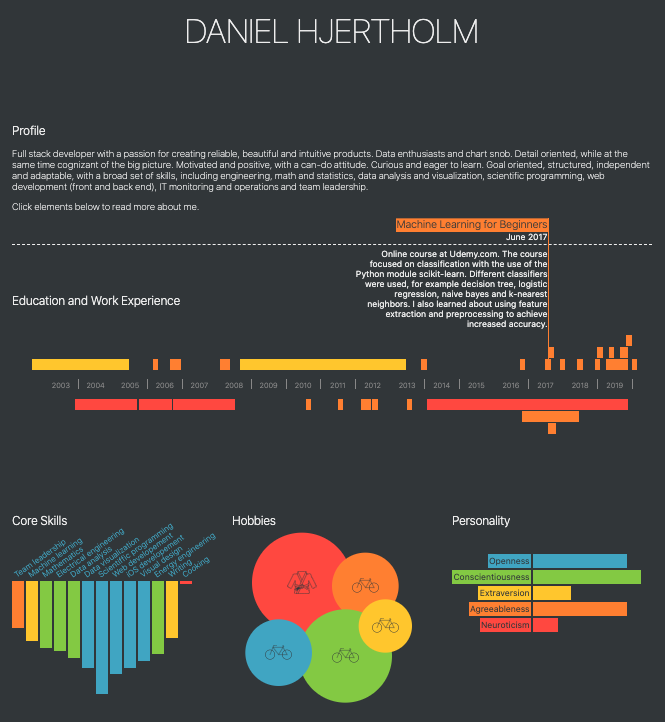 DANIEL HJERTHOLM
Profile
Full stack developer with a passion for creating reliable, beautiful and intuitive products. Data enthusiasts and chart snob. Detail oriented, while at the
same time cognizant of the big picture. Motivated and positive, with a can-do attitude. Curious and eager to learn. Goal oriented, structured, independent
and adaptable, with a broad set of skills, including engineering, math and statistics, data analysis and visualization, scientific programming, web
development (front and back end), IT monitoring and operations and team leadership.
Click elements below to read more about me.
Machine Learning for Beginners
June 2017
Online course at Udemy.com. The course
focused on classification with the use of the
Python module scikit-learn. Different classifiers
were used, for example decision tree, logistic
regression, naive bayes and k-nearest
neighbors. I also learned about using feature
extraction and preprocessing to achieve
increased accuracy.
Education and Work Experience
2003 2004 2005 2006 2007 2008 2009 2010 2011 2012 2013 2014 2015 2016 2017 2018 2019
Core Skills
Team leadership
Machine learning
Mathematics
Electrical engineering
Data analysis
Data visualization
Scientific programming
Web developement
iOS developement
Visual design
Energy engineering
Writing
Cooking
Hobbies
Personality
Openness
Conscientiousness
Extraversion
Agreeableness
Neuroticism